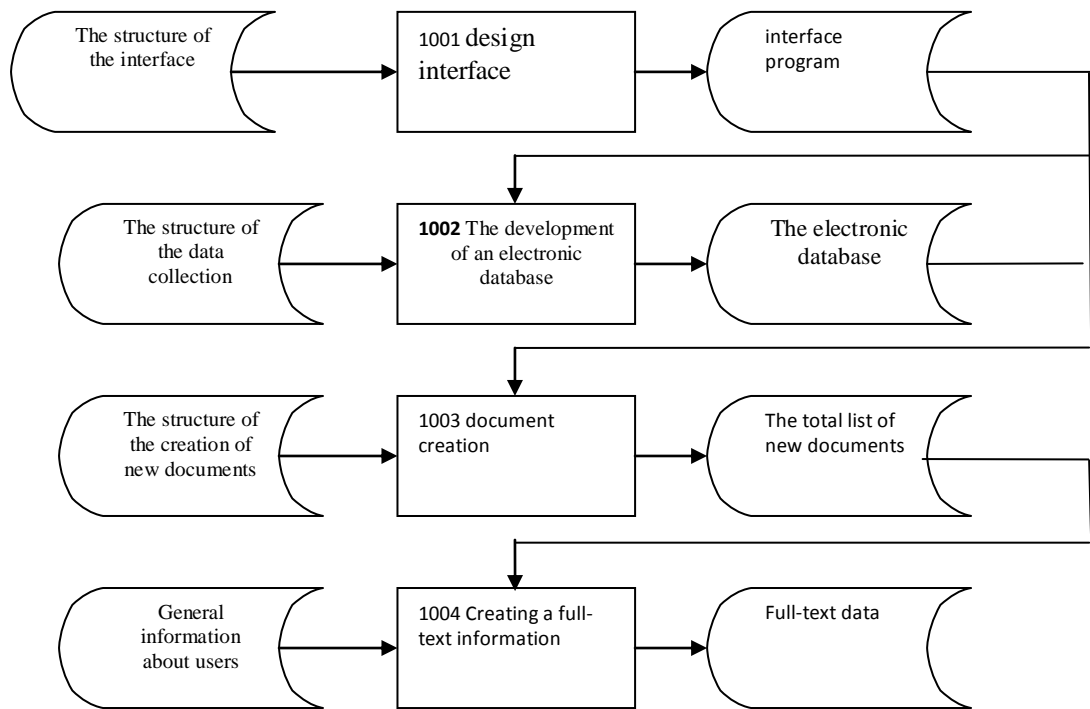 The structure of
the interface
1001 design
interface
interface
program
The structure of
the data
collection
1002 The development
of an electronic
database
The electronic
database
The structure of
the creation of
new documents
1003 document
creation
The total list of
new documents
General
information
about users
1004 Creating a full-
text information
Full-text data